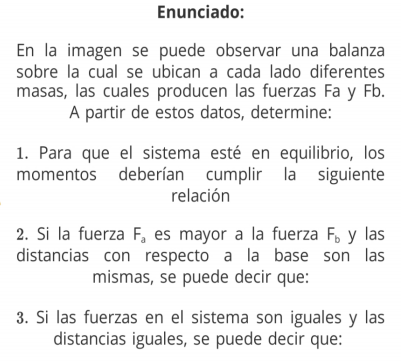 Enunciado:
En la imagen se puede observar una balanza
sobre la cual se ubican a cada lado diferentes
masas, las cuales producen las fuerzas Fa y Fb.
A partir de estos datos, determine:
1. Para que el sistema esté en equilibrio, los
momentos deberían cumplir la siguiente
relación
2. Si la fuerza Fₐ es mayor a la fuerza F_b y las
distancias con respecto a la base son las
mismas, se puede decir que:
3. Si las fuerzas en el sistema son iguales y las
distancias iguales, se puede decir que: